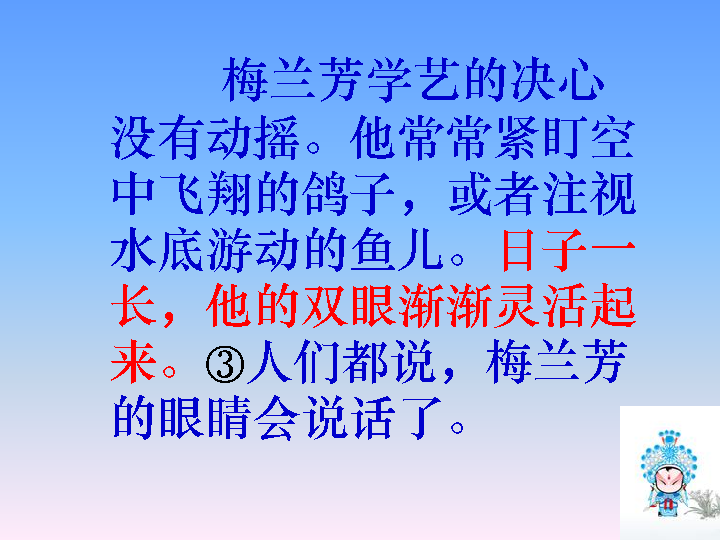 梅兰芳学艺的决心
没有动摇。他常常紧盯空
中飞翔的鸽子，或者注视
水底游动的鱼儿。日子一
长，他的双眼渐渐灵活起
来。③人们都说，梅兰芳
的眼睛会说话了。